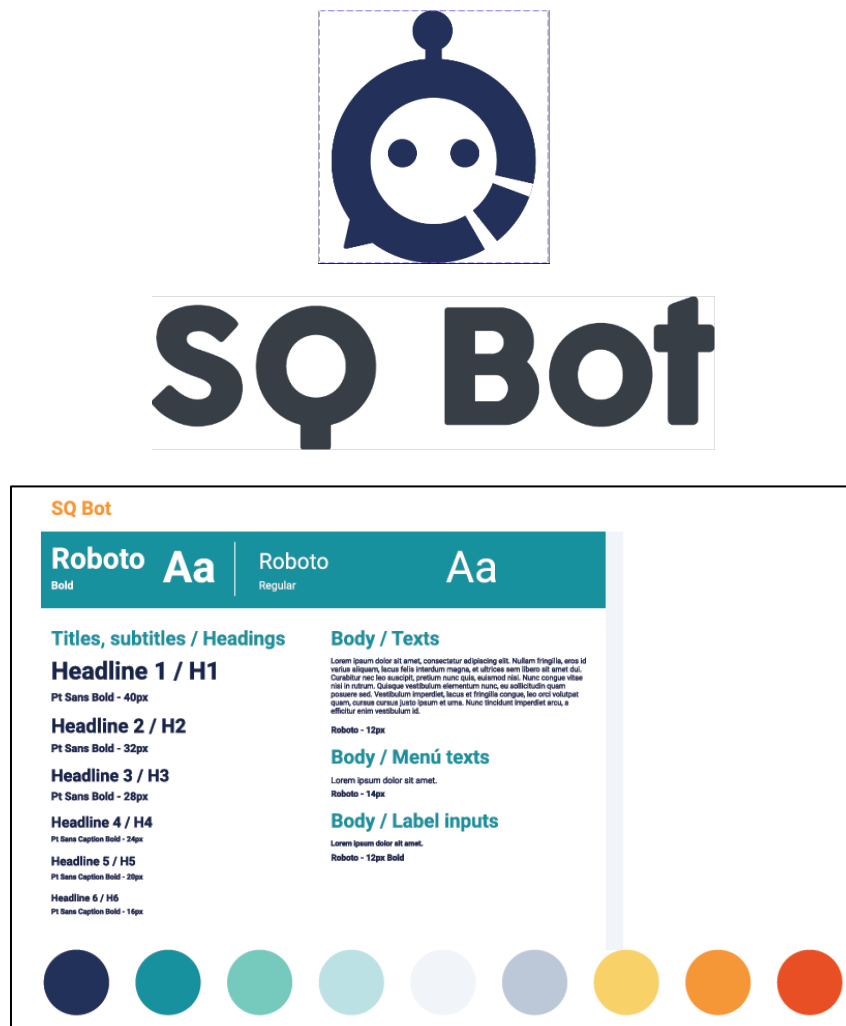 SQ Bot
SQ Bot
Roboto
Bold
Aa
Roboto
Regular
Aa
Titles, subtitles / Headings
Headline 1 / H1
Pt Sans Bold - 40px
Headline 2 / H2
Pt Sans Bold - 32px
Headline 3 / H3
Pt Sans Bold - 28px
Headline 4 / H4
Pt Sans Caption Bold - 24px
Headline 5 / H5
Pt Sans Caption Bold - 20px
Headline 6 / H6
Pt Sans Caption Bold - 16px
Body / Texts
Lorem ipsum dolor sit amet, consectetur adipiscing elit. Nullam fringilla, eros id
varius aliquam, lacus felis interdum magna, et ultrices sem libero sit amet dui.
Curabitur nec leo suscipit, pretium nunc quis, euismod nisl. Nunc congue vitae
nisi in rutrum. Quisque vestibulum elementum nunc, eu sollicitudin quam
posuere sed. Vestibulum imperdiet, lacus et fringilla congue, leo orci volutpat
quam, cursus cursus justo ipsum et urna. Nunc tincidunt imperdiet arcu, a
efficitur enim vestibulum id.
Roboto - 12px
Body / Menú texts
Lorem ipsum dolor sit amet.
Roboto - 14px
Body / Label inputs
Lorem ipsum dolor sit amet.
Roboto - 12px Bold